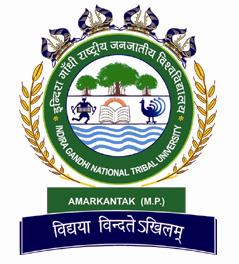 इन्दिरा गाँधी राष्ट्रीय जनजातीय विश्वविद्यालय
INDIRA GANDHI NATIONAL TRIBAL UNIVERSITY
AMARKANTAK (M.P.)
विद्यया विन्दतेऽखिलम्